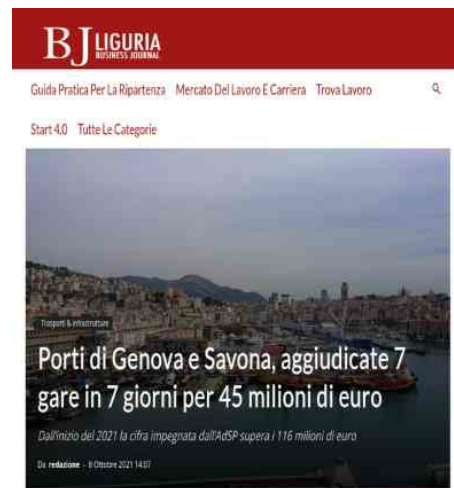 BJ LIGURIA
BUSINESS JOURNAL
Guida Pratica Per La Ripartenza Mercato Del Lavoro E Carriera Trova Lavoro
Start 4.0 Tutte Le Categorie
Trasporti & Infrastrutture
Porti di Genova e Savona, aggiudicate 7
gare in 7 giorni per 45 milioni di euro
Dall'inizio del 2021 la cifra impegnata dall'AdSP supera i 116 milioni di euro
Da redazione - 8 Ottobre 2021 14:07